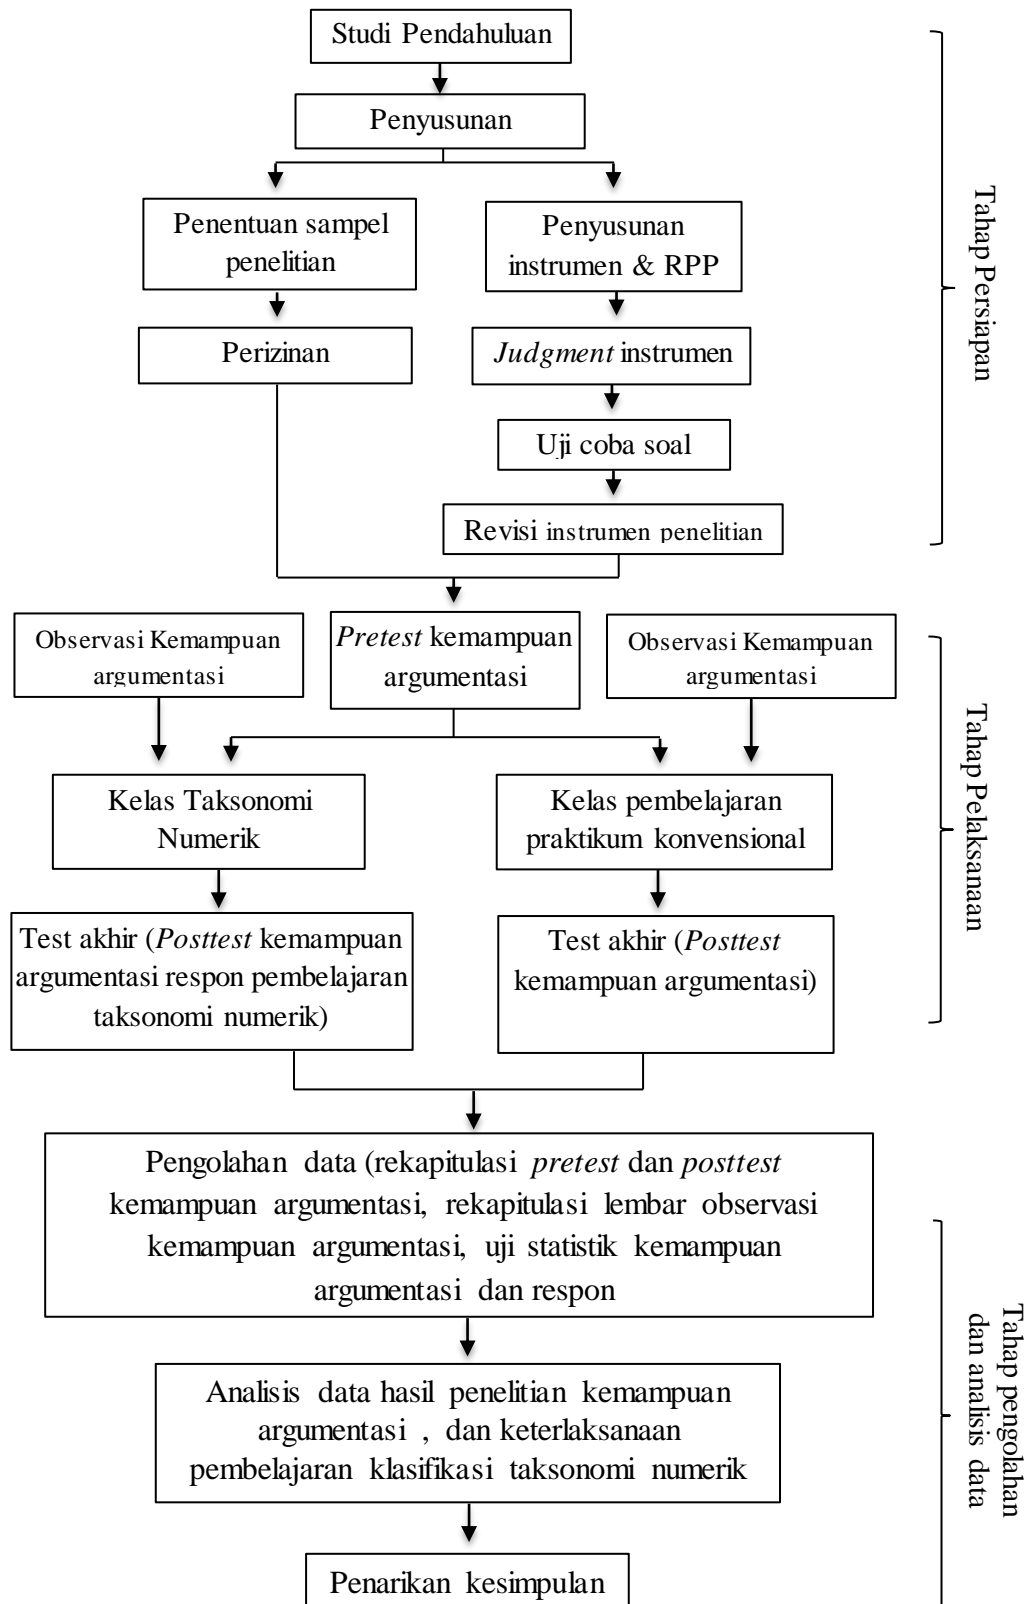 Studi Pendahuluan
Penyusunan
Penentuan sampel
penelitian
Penyusunan
instrumen & RPP
Perizinan
Judgment instrumen
Uji coba soal
Revisi instrumen penelitian
Tahap Persiapan
Observasi Kemampuan
argumentasi
Pretest kemampuan
argumentasi
Observasi Kemampuan
argumentasi
Kelas Taksonomi
Numerik
Kelas pembelajaran
praktikum konvensional
Test akhir (Posttest kemampuan
argumentasi respon pembelajaran
taksonomi numerik)
Test akhir (Posttest
kemampuan argumentasi)
Tahap Pelaksanaan
Pengolahan data (rekapitulasi pretest dan posttest
kemampuan argumentasi, rekapitulasi lembar observasi
kemampuan argumentasi, uji statistik kemampuan
argumentasi dan respon
Analisis data hasil penelitian kemampuan
argumentasi , dan keterlaksanaan
pembelajaran klasifikasi taksonomi numerik
Penarikan kesimpulan
Tahap pengolahan
dan analisis data